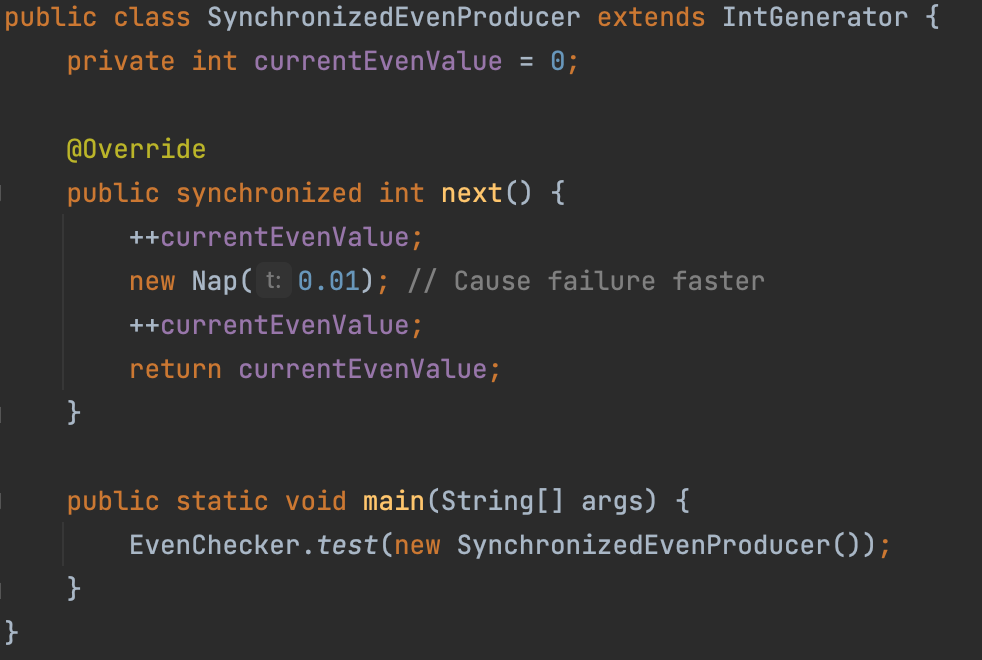 public class SynchronizedEvenProducer extends IntGenerator {
    private int currentEvenValue = 0;

    @Override
    public synchronized int next() {
        ++currentEvenValue;
        new Nap( t: 0.01); // Cause failure faster
        ++currentEvenValue;
        return currentEvenValue;
    }

    public static void main(String[] args) {
        EvenChecker.test(new SynchronizedEvenProducer());
    }
}